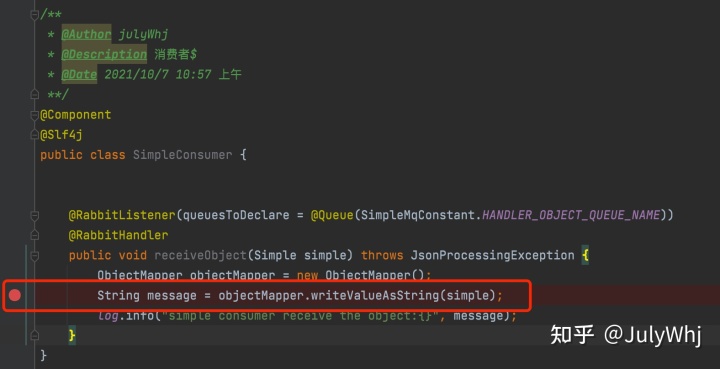 /**
* @Author julyWhj
* @Description 消费者$
* @Date 2021/10/7 10:57 上午
**/
@Component
@Slf4j
public class SimpleConsumer {
@RabbitListener(queuesToDeclare = @Queue(SimpleMqConstant.HANDLER_OBJECT_QUEUE_NAME))
@RabbitHandler
public void receiveObject(Simple simple) throws JsonProcessingException {
ObjectMapper objectMapper = new ObjectMapper();
String message = objectMapper.writeValueAsString(simple);
log.info("simple consumer receive the object:{}", message);
}
}
知乎 @JulyWhj